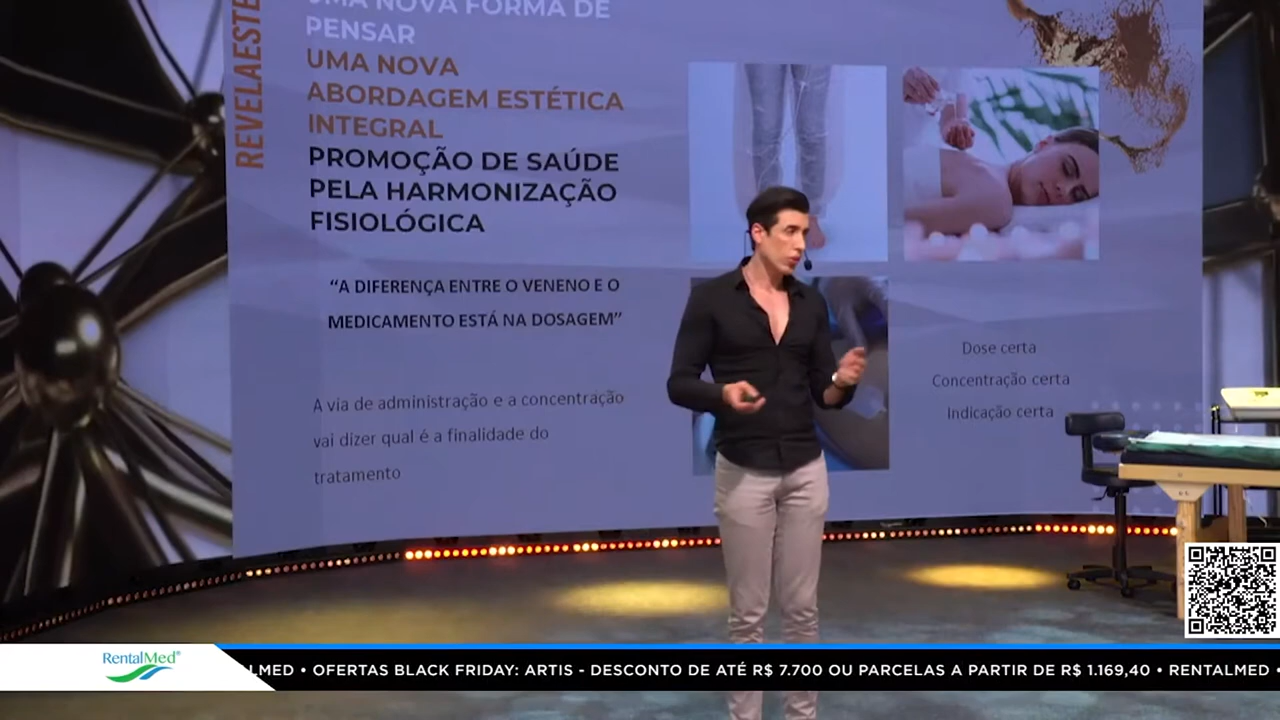 REVELAESTE
UMA NOVA FORMA DE
PENSAR
UMA NOVA
ABORDAGEM ESTÉTICA
INTEGRAL
PROMOÇÃO DE SAÚDE
PELA HARMONIZAÇÃO
FISIOLÓGICA
“A DIFERENÇA ENTRE O VENENO E O
MEDICAMENTO ESTÁ NA DOSAGEM”
A via de administração e a concentração
vai dizer qual é a finalidade do
tratamento
Dose certa
Concentração certa
Indicação certa
RentalMed®
LMED • OFERTAS BLACK FRIDAY: ARTIS - DESCONTO DE ATÉ R$ 7.700 OU PARCELAS A PARTIR DE R$ 1.169,40 • RENTALMED •